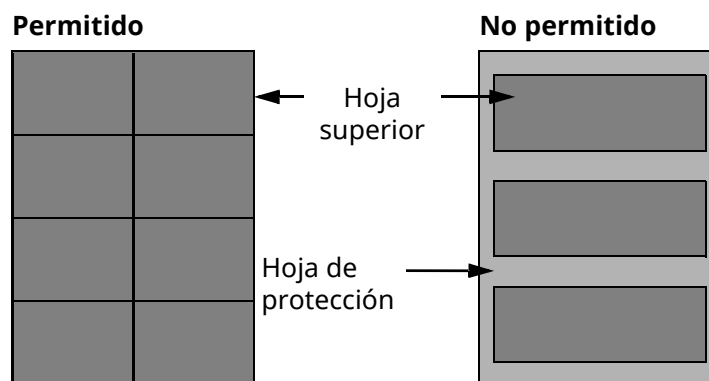 Permitido
No permitido
Hoja
superior
Hoja de
protección